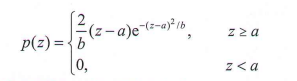 p(z) = { 2/b (z−a)e^{−(z−a)²/b}, z ≥ a
0, z < a